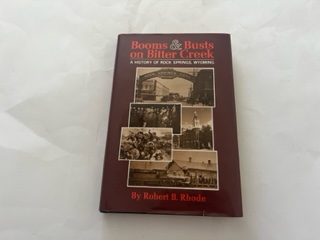 Booms & Busts
on Bitter Creek
A HISTORY OF ROCK SPRINGS, WYOMING
By Robert B. Rhode